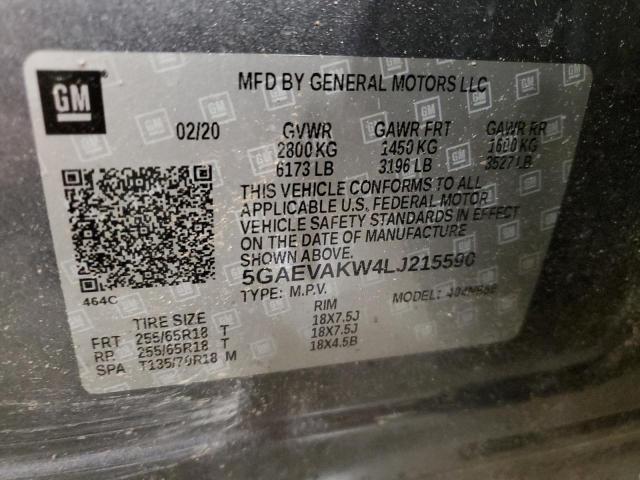 GM
MFD BY GENERAL MOTORS LLC
02/20 GVWR GAWR FRT GAWR RR
2800 KG 1450 KG 1600 KG
6173 LB 3196 LB 3527 LB
THIS VEHICLE CONFORMS TO ALL
APPLICABLE U.S. FEDERAL MOTOR
VEHICLE SAFETY STANDARDS IN EFFECT
ON THE DATE OF MANUFACTURE
SHOWN ABOVE.
5GAEVAKW4LJ215590
464C
TYPE: M.P.V. MODEL:
TIRE SIZE RIM
FRT 255/65R18 T 18X7.5J
RP. 255/65R18 T 18X7.5J
SPA T135/70R18 M 18X4.5B